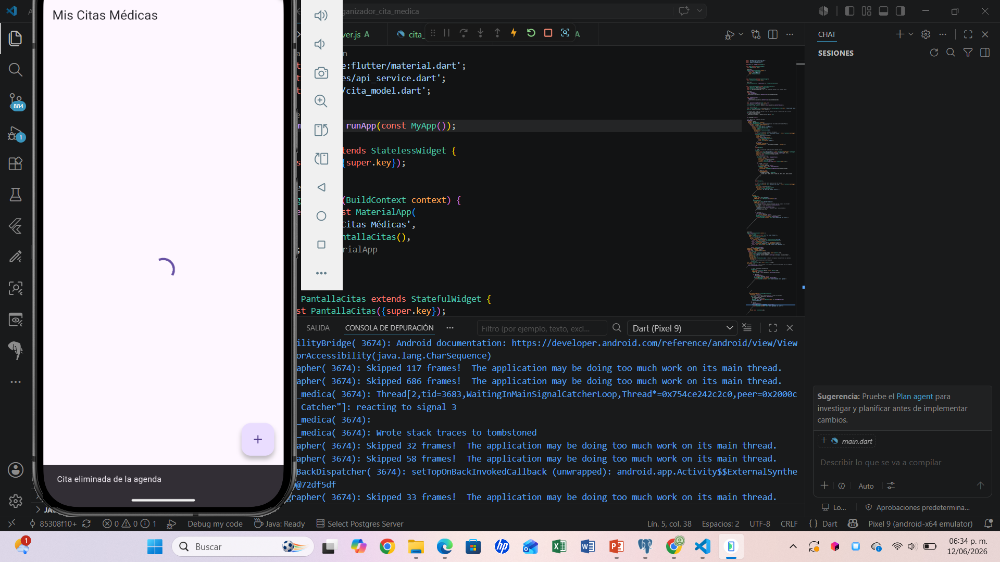 Mis Citas Médicas
ganizador_cita_medica
ver.js A
cita_
A
e:flutter/material.dart';
es/api_service.dart';
/cita_model.dart';
runApp(const MyApp());
tends StatelessWidget {
{super.key});
(BuildContext context) {
st MaterialApp(
Citas Médicas',
ntallaCitas(),
rialApp
PantallaCitas extends StatefulWidget {
st PantallaCitas({super.key});
SALIDA
CONSOLA DE DEPURACIÓN
Filtro (por ejemplo, texto, excl...
Dart (Pixel 9)
ilityBridge( 3674): Android documentation: https://developer.android.com/reference/android/view/View
orAccessibility(java.lang.CharSequence)
apher( 3674): Skipped 117 frames!  The application may be doing too much work on its main thread.
apher( 3674): Skipped 686 frames!  The application may be doing too much work on its main thread.
_medica( 3674): Thread[2,tid=3683,WaitingInMainSignalCatcherLoop,Thread*=0x754ce242c2c0,peer=0x2000c
Catcher"]: reacting to signal 3
_medica( 3674):
_medica( 3674): Wrote stack traces to tombstoned
apher( 3674): Skipped 32 frames!  The application may be doing too much work on its main thread.
apher( 3674): Skipped 58 frames!  The application may be doing too much work on its main thread.
BackDispatcher( 3674): setTopOnBackInvokedCallback (unwrapped): android.app.Activity$$ExternalSynthe
@72df5df
grapher( 3674): Skipped 33 frames!  The application may be doing too much work on its main thread.
Cita eliminada de la agenda
884
1
CHAT
SESIONES
Sugerencia: Pruebe el Plan agent para
investigar y planificar antes de implementar
cambios.
main.dart
Describir lo que se va a compilar
Auto
Lo...
Aprobaciones predetermina...
85308f10+
0
0
1
Debug my code
Java: Ready
Select Postgres Server
Lín. 5, col. 38
Espacios: 2
UTF-8
CRLF
{ } Dart
Pixel 9 (android-x64 emulator)
1
Buscar
06:34 p. m.
12/06/2026